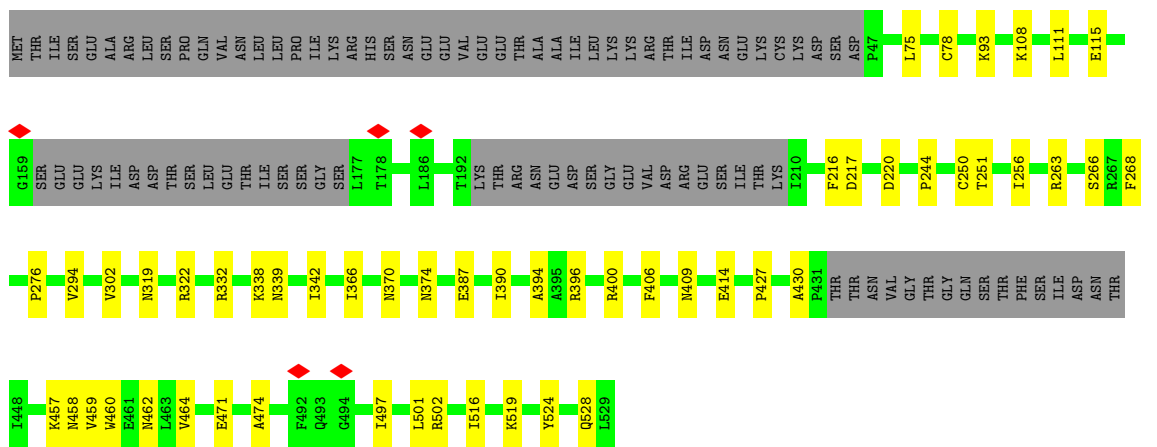 MET THR ILE SER GLU ALA ARG LEU SER PRO GLN VAL ASN LEU LEU PRO ILE LYS ARG HIS SER ASN GLU GLU VAL GLU GLU THR ALA ALA ILE LEU LYS LYS ARG THR ILE ASP ASN GLU LYS CYS LYS ASP SER ASP P47 L75 C78 K93 K108 L111 E115
G159 SER GLU GLU LYS ILE ASP ASP THR SER LEU GLU THR ILE SER SER GLY SER L177 T178 L186 T192 LYS THR ARG ASN GLU ASP SER GLY GLU VAL ASP ARG GLU SER ILE THR LYS I210 F216 D217 D220 P244 C250 T251 I256 R263 S266 R267 F268
P276 V294 V302 N319 R322 R332 K338 N339 I342 I366 N370 N374 E387 I390 A394 A395 R396 R400 F406 N409 E414 P427 A430 P431 THR THR ASN VAL GLY THR GLY GLN SER THR PHE SER ILE ASP ASN THR
I448 K457 N458 V459 W460 E461 N462 L463 V464 E471 A474 F492 Q493 G494 I497 L501 R502 I516 K519 Y524 Q528 L529